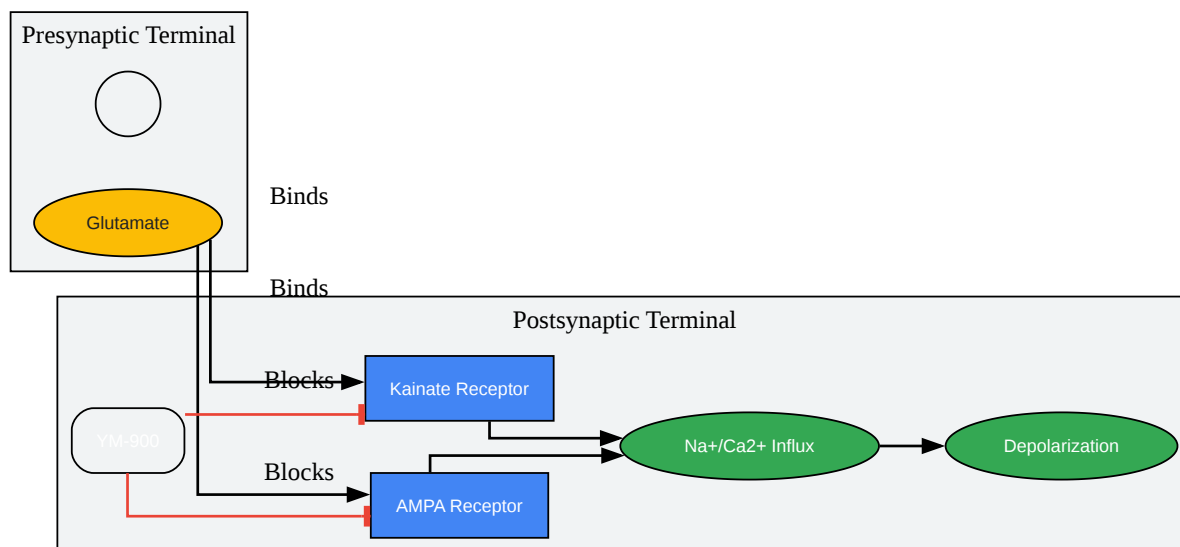 Presynaptic Terminal
Glutamate
Binds
Binds
Postsynaptic Terminal
Blocks
Kainate Receptor
YM-900
Na+/Ca2+ Influx
Depolarization
Blocks
AMPA Receptor